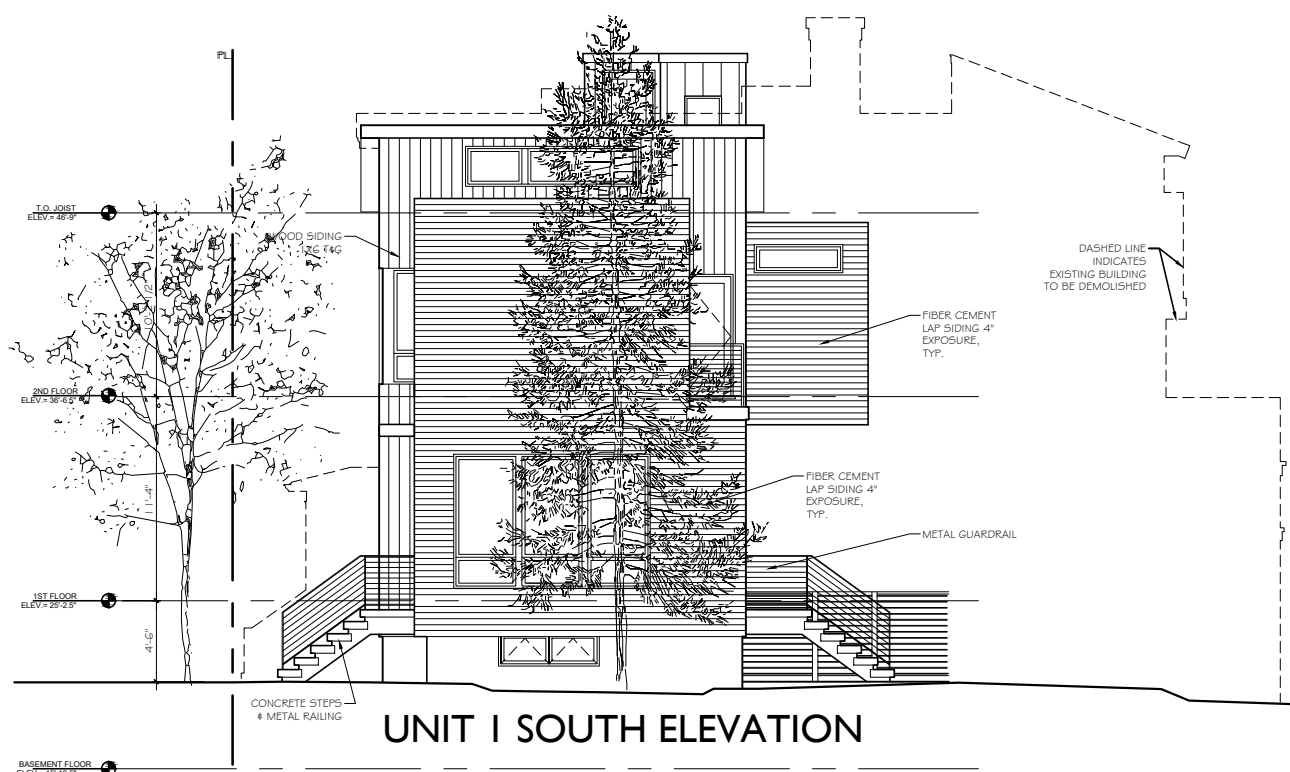 PL
T.O. JOIST
ELEV.= 46'-9"
WOOD SIDING
1X6 T&G
DASHED LINE
INDICATES
EXISTING BUILDING
TO BE DEMOLISHED
FIBER CEMENT
LAP SIDING 4"
EXPOSURE,
TYP.
2ND FLOOR
ELEV.= 36'-6.5"
11'-4"
FIBER CEMENT
LAP SIDING 4"
EXPOSURE,
TYP.
METAL GUARDRAIL
1ST FLOOR
ELEV.= 25'-2.5"
4'-6"
CONCRETE STEPS
& METAL RAILING
UNIT 1 SOUTH ELEVATION
BASEMENT FLOOR